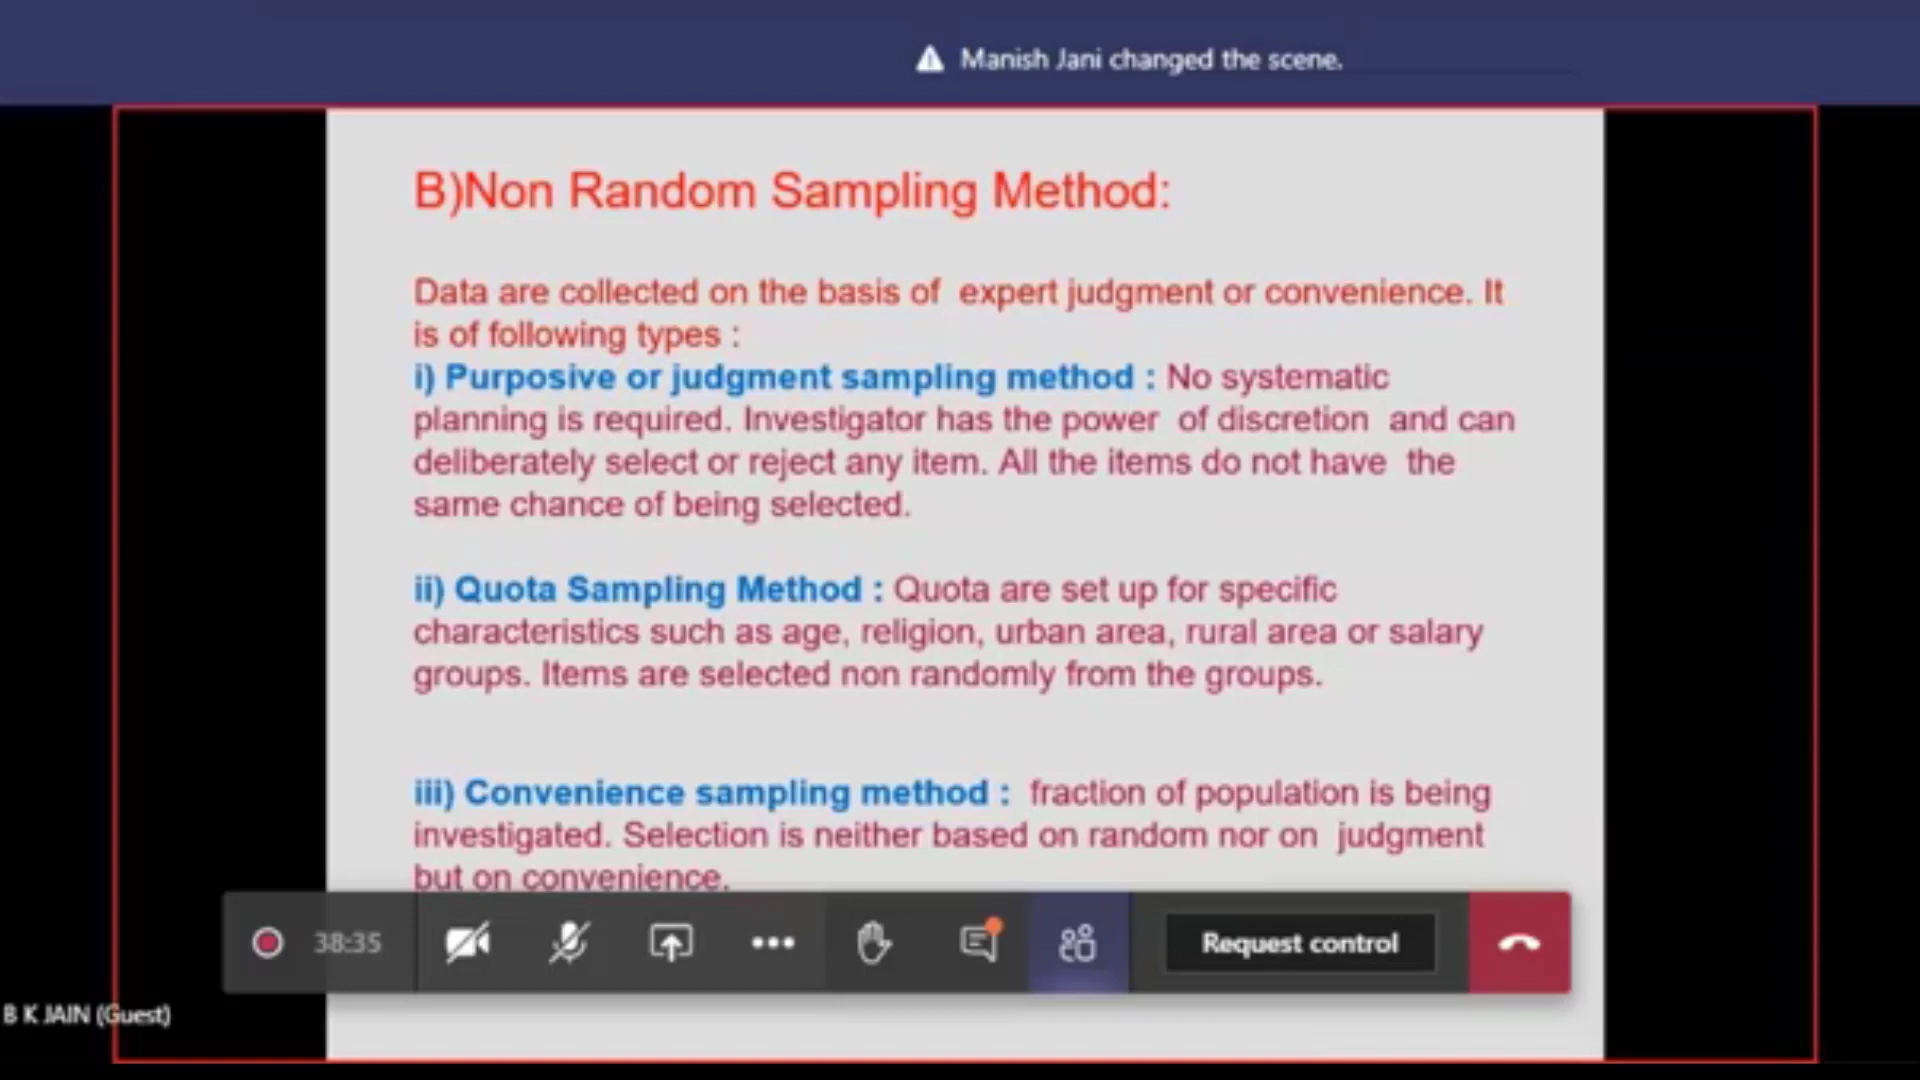 Manish Jani changed the scene.
B)Non Random Sampling Method:
Data are collected on the basis of expert judgment or convenience. It
is of following types :
i) Purposive or judgment sampling method : No systematic
planning is required. Investigator has the power of discretion and can
deliberately select or reject any item. All the items do not have the
same chance of being selected.
ii) Quota Sampling Method : Quota are set up for specific
characteristics such as age, religion, urban area, rural area or salary
groups. Items are selected non randomly from the groups.
iii) Convenience sampling method : fraction of population is being
investigated. Selection is neither based on random nor on judgment
but on convenience.
38:35
Request control
B K JAIN (Guest)